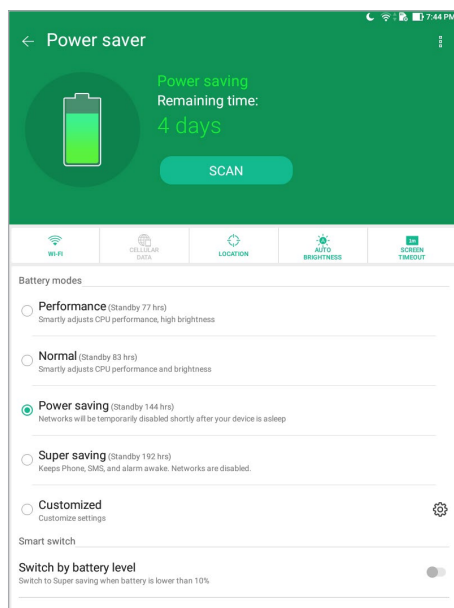 7:44 PM
Power saver
Power saving
Remaining time:
4 days
SCAN
WI-FI
CELLULAR
DATA
LOCATION
AUTO
BRIGHTNESS
1m
SCREEN
TIMEOUT
Battery modes
Performance (Standby 77 hrs)
Smartly adjusts CPU performance, high brightness
Normal (Standby 83 hrs)
Smartly adjusts CPU performance and brightness
Power saving (Standby 144 hrs)
Networks will be temporarily disabled shortly after your device is asleep
Super saving (Standby 192 hrs)
Keeps Phone, SMS, and alarm awake. Networks are disabled.
Customized
Customize settings
Smart switch
Switch by battery level
Switch to Super saving when battery is lower than 10%